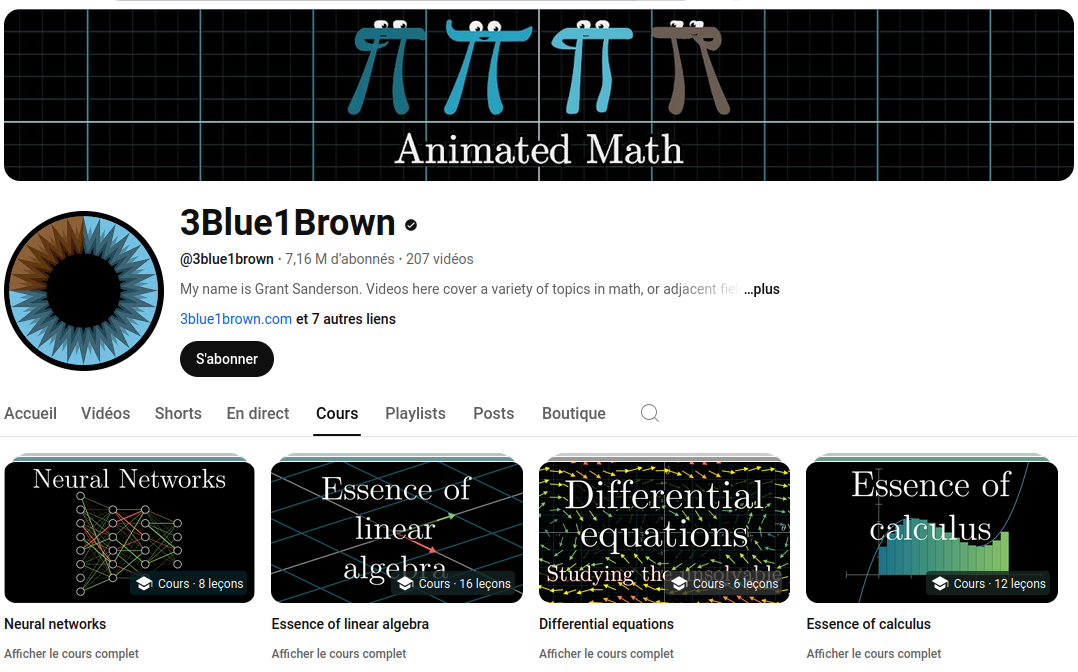 Animated Math
3Blue1Brown
@3blue1brown · 7,16 M d’abonnés · 207 vidéos
My name is Grant Sanderson. Videos here cover a variety of topics in math, or adjacent ...plus
3blue1brown.com et 7 autres liens
S'abonner
Accueil Vidéos Shorts En direct Cours Playlists Posts Boutique
Neural Networks
Cours · 8 leçons
Essence of
linear
algebra
Cours · 16 leçons
Differential
equations
Studying the unsolvable
Cours · 6 leçons
Essence of
calculus
Cours · 12 leçons
Neural networks Essence of linear algebra Differential equations Essence of calculus
Afficher le cours complet Afficher le cours complet Afficher le cours complet Afficher le cours complet